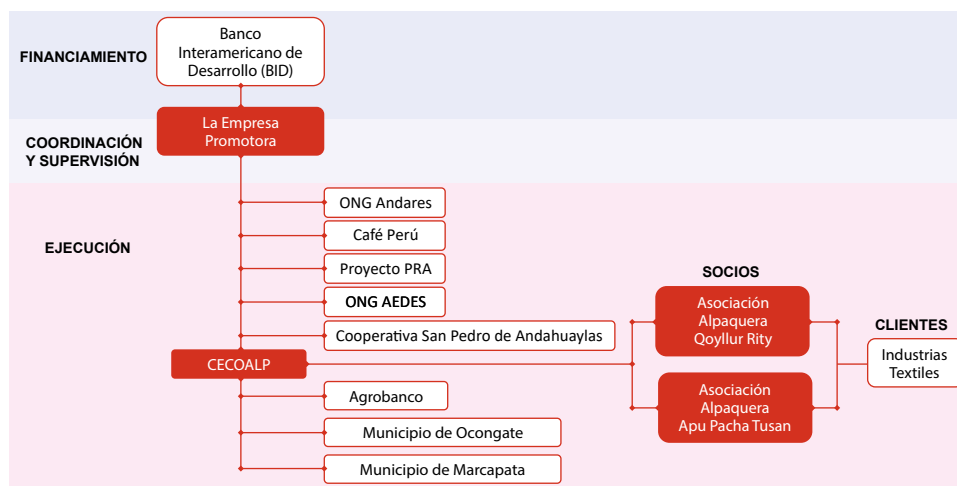 FINANCIAMIENTO
Banco
Interamericano de
Desarrollo (BID)
COORDINACIÓN
Y SUPERVISIÓN
La Empresa
Promotora
EJECUCIÓN
ONG Andares
Café Perú
Proyecto PRA
ONG AEDES
Cooperativa San Pedro de Andahuaylas
CECOALP
Agrobanco
Municipio de Ocongate
Municipio de Marcapata
SOCIOS
Asociación
Alpaquera
Qoyllur Rity
Asociación
Alpaquera
Apu Pacha Tusan
CLIENTES
Industrias
Textiles